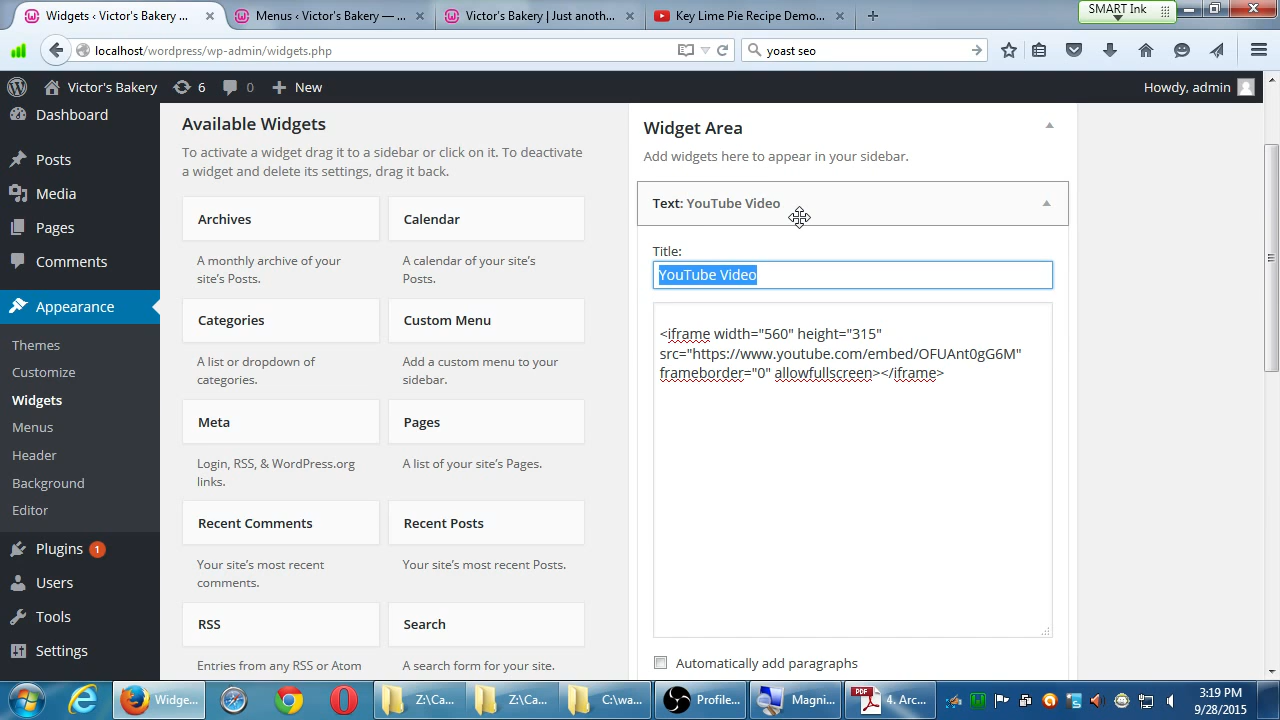 Widgets ‹ Victor's Bakery ...
Menus ‹ Victor's Bakery — ...
Victor's Bakery | Just anoth...
Key Lime Pie Recipe Demo...
SMART Ink
localhost/wordpress/wp-admin/widgets.php
yoast seo
Victor's Bakery
6
0
New
Howdy, admin
Dashboard
Posts
Media
Pages
Comments
Appearance
Themes
Customize
Widgets
Menus
Header
Background
Editor
Plugins 1
Users
Tools
Settings
Available Widgets
To activate a widget drag it to a sidebar or click on it. To deactivate
a widget and delete its settings, drag it back.
Archives
A monthly archive of your
site's Posts.
Calendar
A calendar of your site's
Posts.
Categories
A list or dropdown of
categories.
Custom Menu
Add a custom menu to your
sidebar.
Meta
Login, RSS, & WordPress.org
links.
Pages
A list of your site's Pages.
Recent Comments
Your site's most recent
comments.
Recent Posts
Your site's most recent Posts.
RSS
Entries from any RSS or Atom
Search
A search form for your site.
Widget Area
Add widgets here to appear in your sidebar.
Text: YouTube Video
Title:
YouTube Video
<iframe width="560" height="315"
src="https://www.youtube.com/embed/OFUAnt0gG6M"
frameborder="0" allowfullscreen></iframe>
Automatically add paragraphs
Widge...
Z:\Ca...
Z:\Ca...
C:\wa...
Profile...
Magni...
PDF
4. Arc...
3:19 PM
9/28/2015